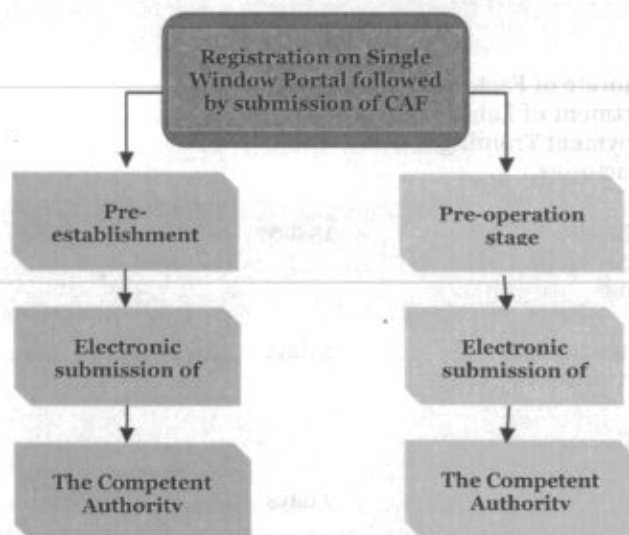 Registration on Single
Window Portal followed
by submission of CAF
Pre-
establishment
Pre-operation
stage
Electronic
submission of
Electronic
submission of
The Competent
Authority
The Competent
Authority